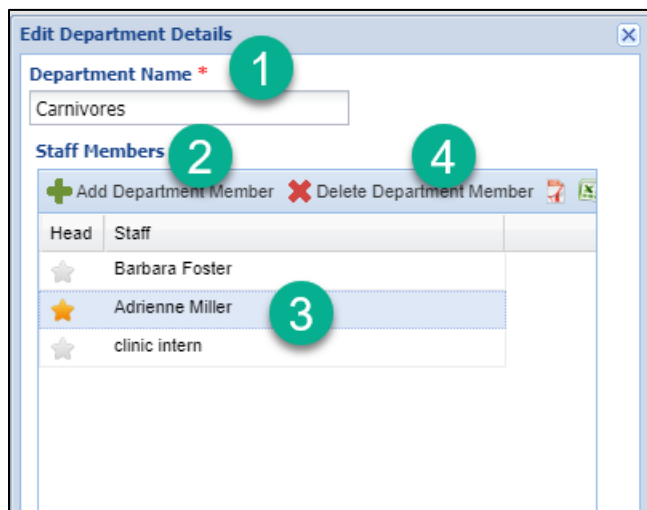 Edit Department Details
Department Name * 1
Carnivores
Staff Members 2 4
Add Department Member Delete Department Member
Head Staff
Barbara Foster
Adrienne Miller 3
clinic intern